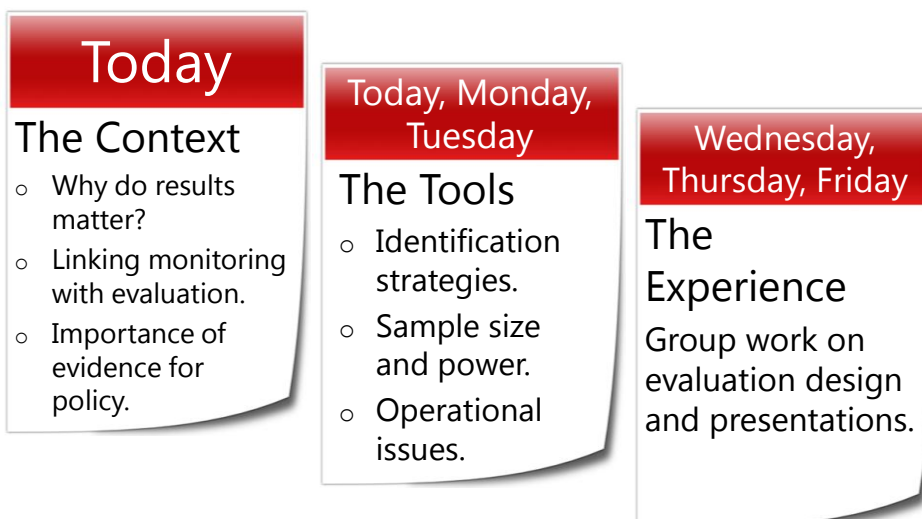 Today
The Context
○ Why do results
matter?
○ Linking monitoring
with evaluation.
○ Importance of
evidence for
policy.
Today, Monday,
Tuesday
The Tools
○ Identification
strategies.
○ Sample size
and power.
○ Operational
issues.
Wednesday,
Thursday, Friday
The
Experience
Group work on
evaluation design
and presentations.